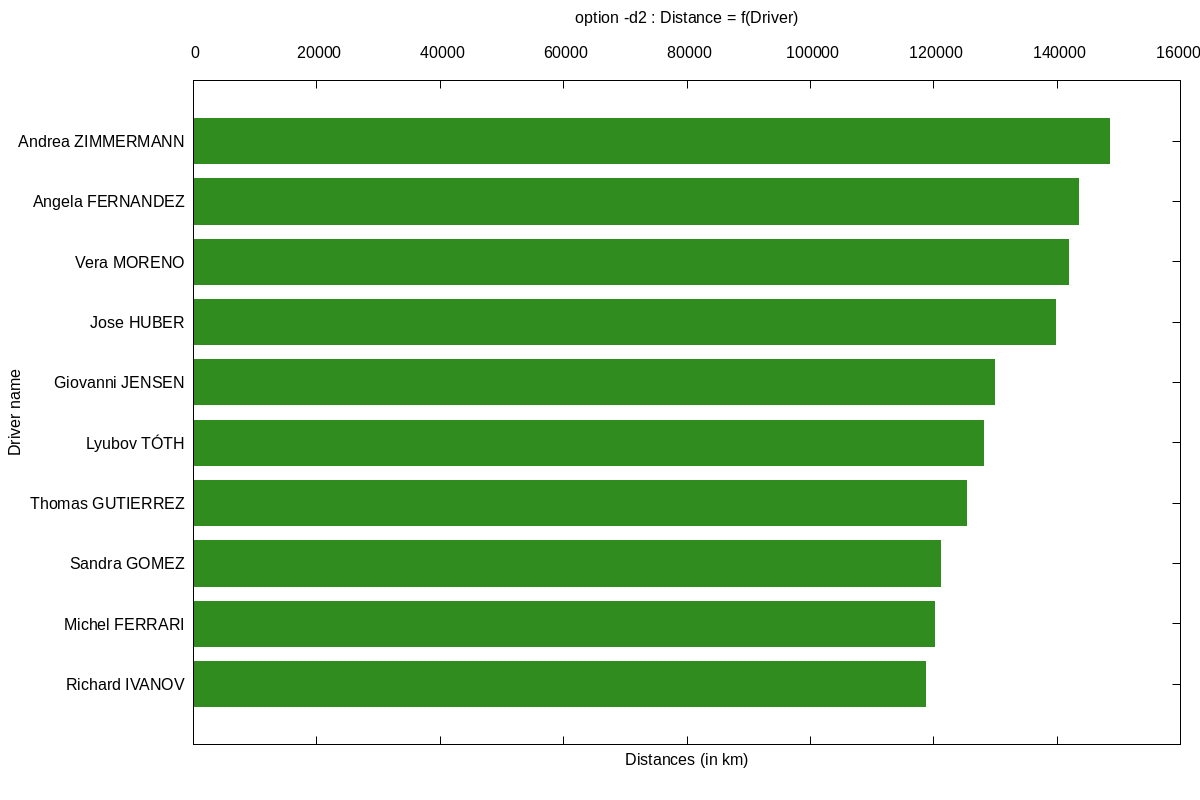 option -d2 : Distance = f(Driver)
0 20000 40000 60000 80000 100000 120000 140000 16000
Andrea ZIMMERMANN
Angela FERNANDEZ
Vera MORENO
Jose HUBER
Giovanni JENSEN
Lyubov TÓTH
Thomas GUTIERREZ
Sandra GOMEZ
Michel FERRARI
Richard IVANOV
Driver name
Distances (in km)